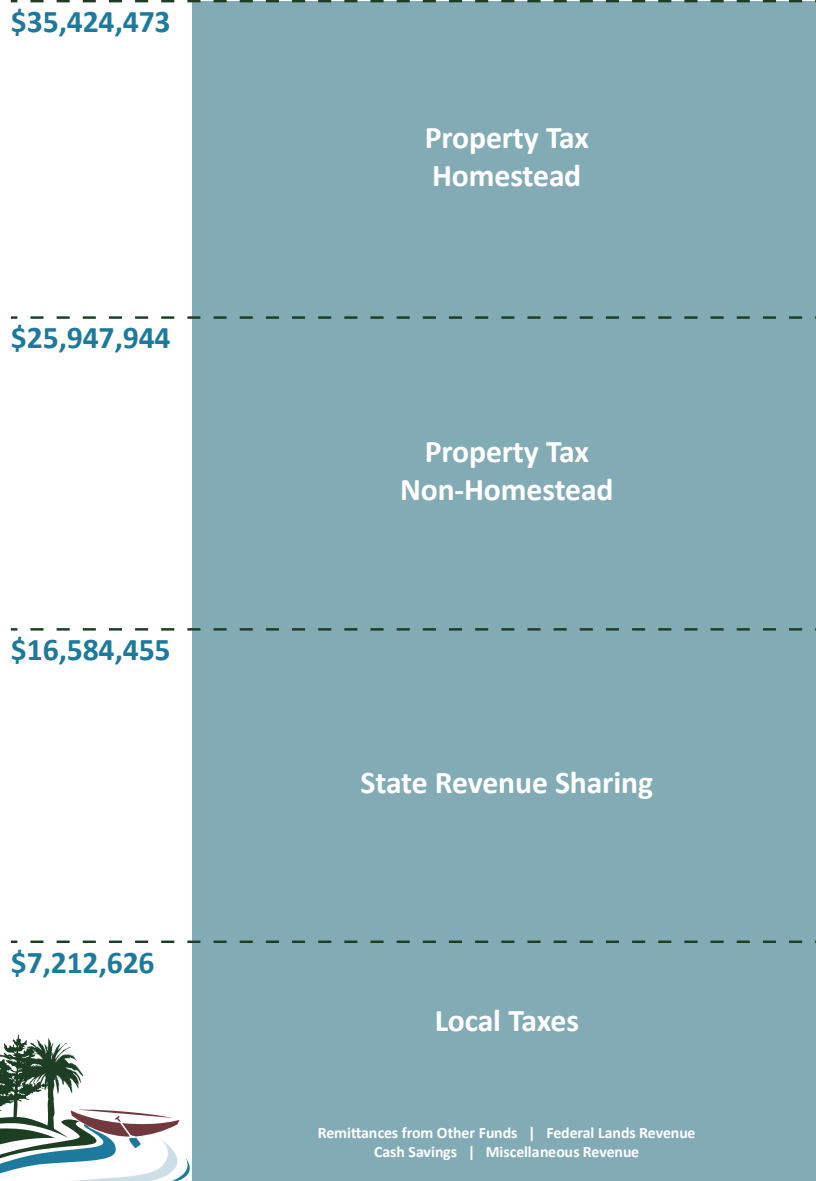 $35,424,473
Property Tax
Homestead
$25,947,944
Property Tax
Non-Homestead
$16,584,455
State Revenue Sharing
$7,212,626
Local Taxes
Remittances from Other Funds | Federal Lands Revenue
Cash Savings | Miscellaneous Revenue